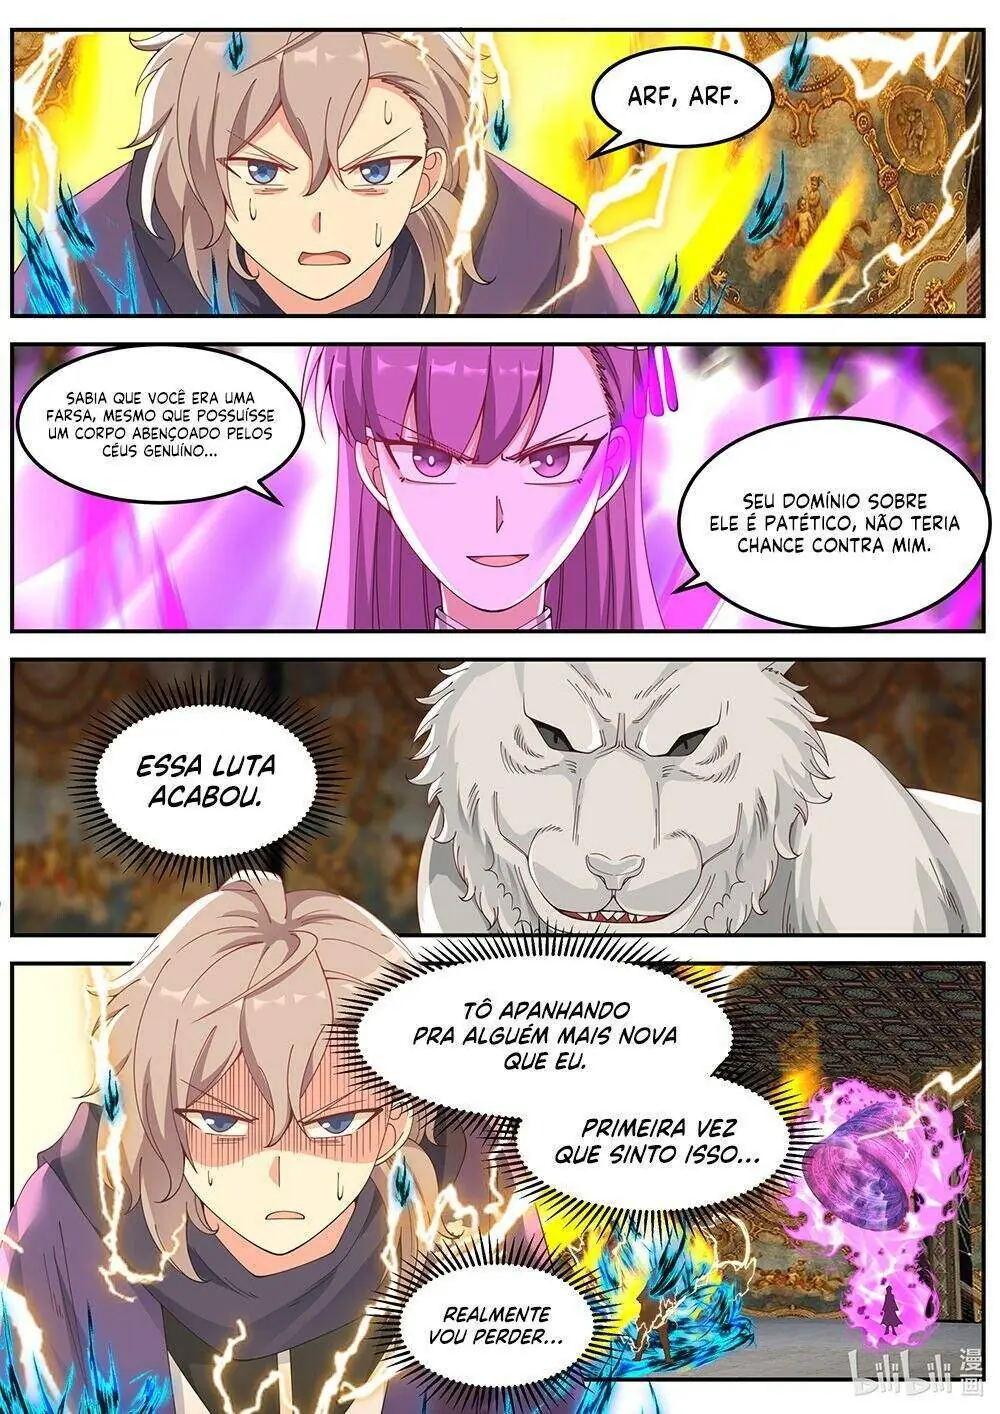 ARF, ARF.
SABIA QUE VOCÊ ERA UMA
FARSA, MESMO QUE POSSUÍSSE
UM CORPO ABENÇOADO PELOS
CÉUS GENUÍNO...
SEU DOMÍNIO SOBRE
ELE É PATÉTICO, NÃO TERIA
CHANCE CONTRA MIM.
ESSA LUTA
ACABOU.
TÔ APANHANDO
PRA ALGUÉM MAIS NOVA
QUE EU.
PRIMEIRA VEZ
QUE SINTO ISSO...
REALMENTE
VOU PERDER...
bilibili 漫画